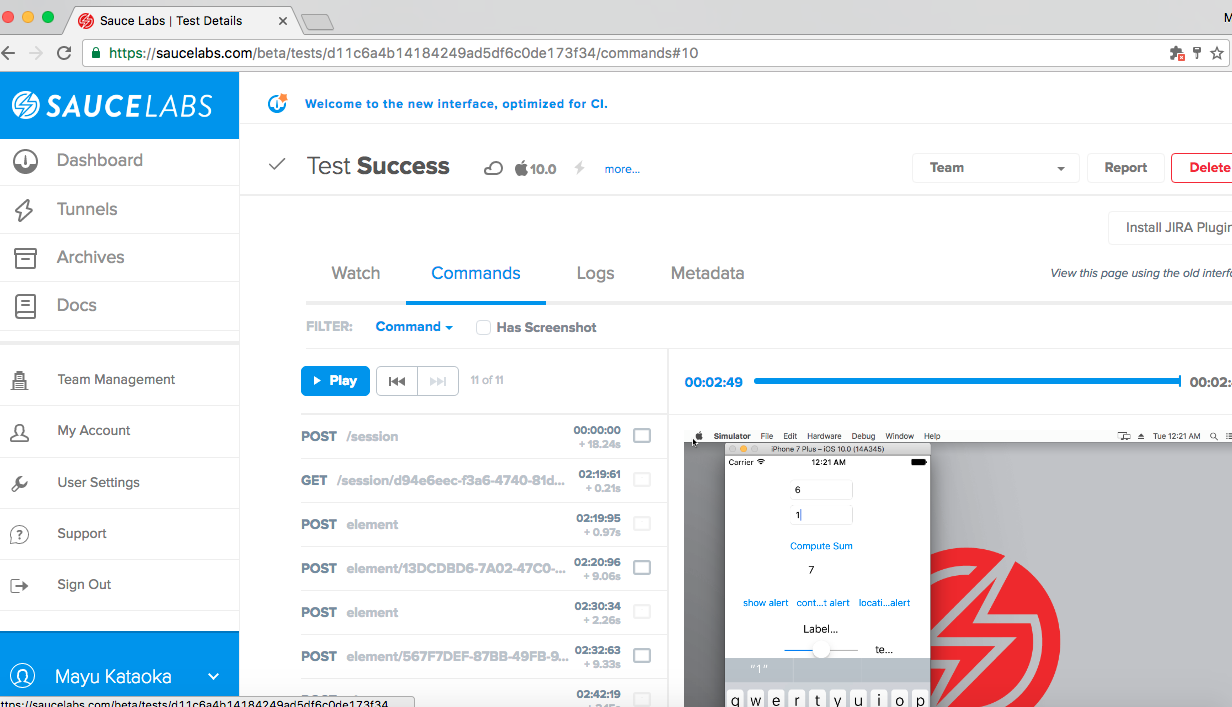 Sauce Labs | Test Details
https://saucelabs.com/beta/tests/d11c6a4b14184249ad5df6c0de173f34/commands#10
SAUCELABS
Welcome to the new interface, optimized for CI.
Dashboard
Tunnels
Archives
Docs
Team Management
My Account
User Settings
Support
Sign Out
Mayu Kataoka
Test Success
10.0
more...
Team
Report
Delete
Install JIRA Plugin
View this page using the old interfa
Watch Commands Logs Metadata
FILTER: Command Has Screenshot
Play 11 of 11
POST /session 00:00:00
+ 18.24s
GET /session/d94e6eec-f3a6-4740-81d... 02:19:61
+ 0.21s
POST element 02:19:95
+ 0.97s
POST element/13DCDBD6-7A02-47C0-... 02:20:96
+ 9.06s
POST element 02:30:34
+ 2.26s
POST element/567F7DEF-87BB-49FB-9... 02:32:63
+ 9.33s
02:42:19
00:02:49 00:02:
Simulator File Edit Hardware Debug Window Help Tue 12:21 AM
iPhone 7 Plus – iOS 10.0 (14A345)
Carrier 12:21 AM
6
1
Compute Sum
7
show alert cont...t alert locati...alert
Label...
te...
"1"
q w e r t y u i o p
ttps://saucelabs.com/beta/tests/d11c6a4b14184249ad5df6c0de173f34